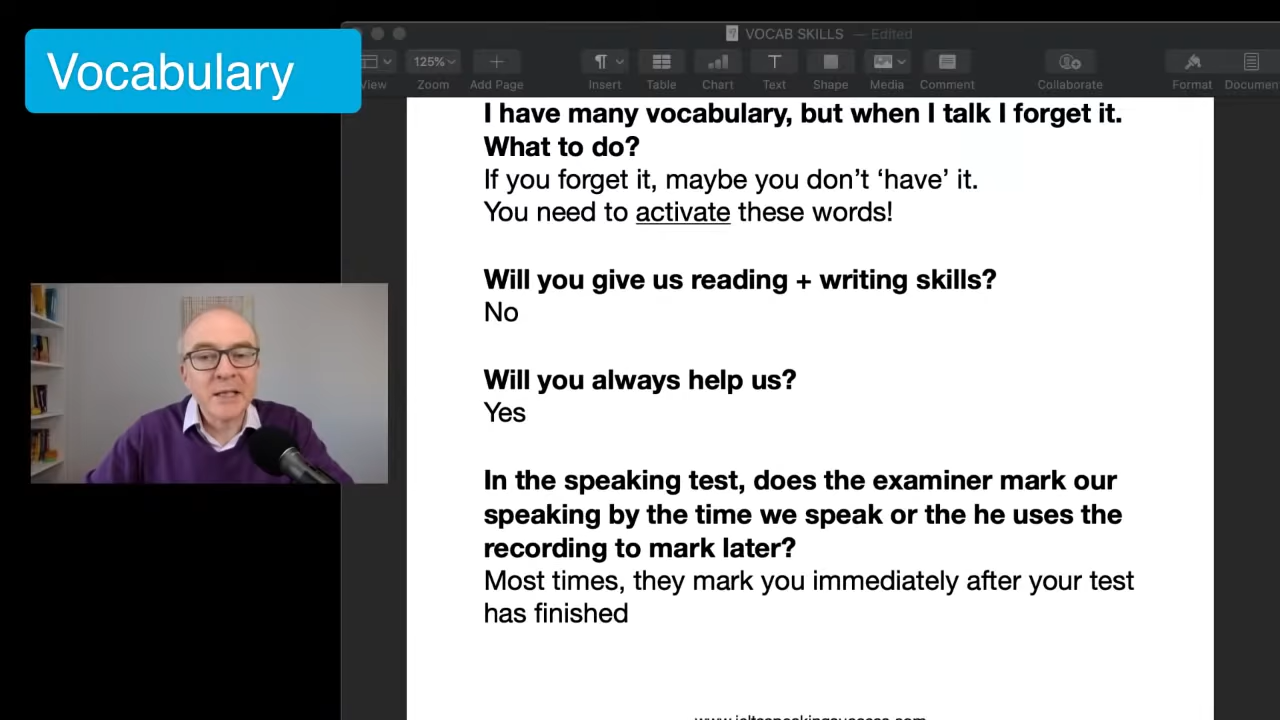 Vocabulary
VOCAB SKILLS — Edited
View
125%
Zoom
Add Page
Insert
Table
Chart
Text
Shape
Media
Comment
Collaborate
Format
Documen
I have many vocabulary, but when I talk I forget it.
What to do?
If you forget it, maybe you don’t ‘have’ it.
You need to activate these words!
Will you give us reading + writing skills?
No
Will you always help us?
Yes
In the speaking test, does the examiner mark our
speaking by the time we speak or the he uses the
recording to mark later?
Most times, they mark you immediately after your test
has finished
www.ieltsspeakingsuccess.com